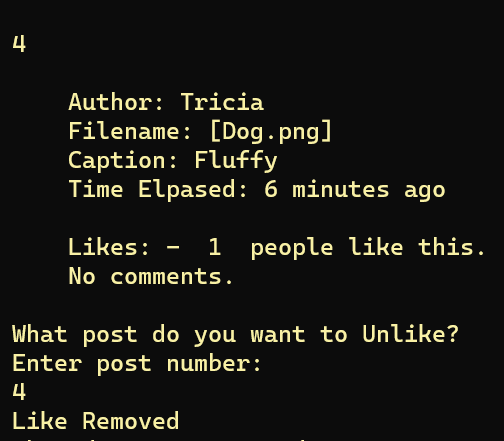 4
Author: Tricia
Filename: [Dog.png]
Caption: Fluffy
Time Elpased: 6 minutes ago
Likes: -  1  people like this.
No comments.
What post do you want to Unlike?
Enter post number:
4
Like Removed